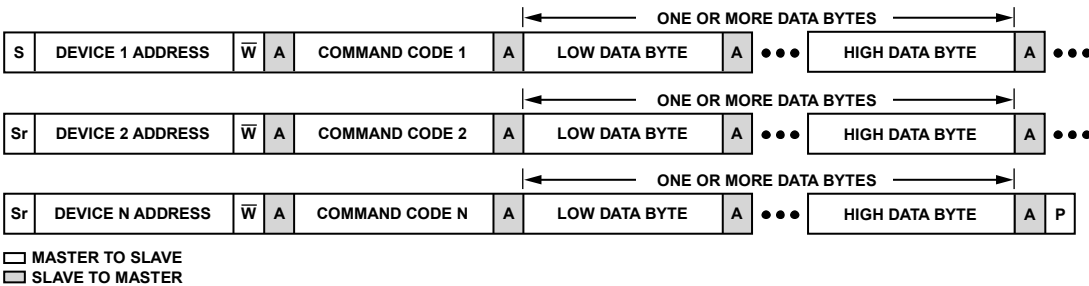 ONE OR MORE DATA BYTES
S DEVICE 1 ADDRESS W̅ A COMMAND CODE 1 A LOW DATA BYTE A ••• HIGH DATA BYTE A •••
ONE OR MORE DATA BYTES
Sr DEVICE 2 ADDRESS W̅ A COMMAND CODE 2 A LOW DATA BYTE A ••• HIGH DATA BYTE A •••
ONE OR MORE DATA BYTES
Sr DEVICE N ADDRESS W̅ A COMMAND CODE N A LOW DATA BYTE A ••• HIGH DATA BYTE A P
MASTER TO SLAVE
SLAVE TO MASTER